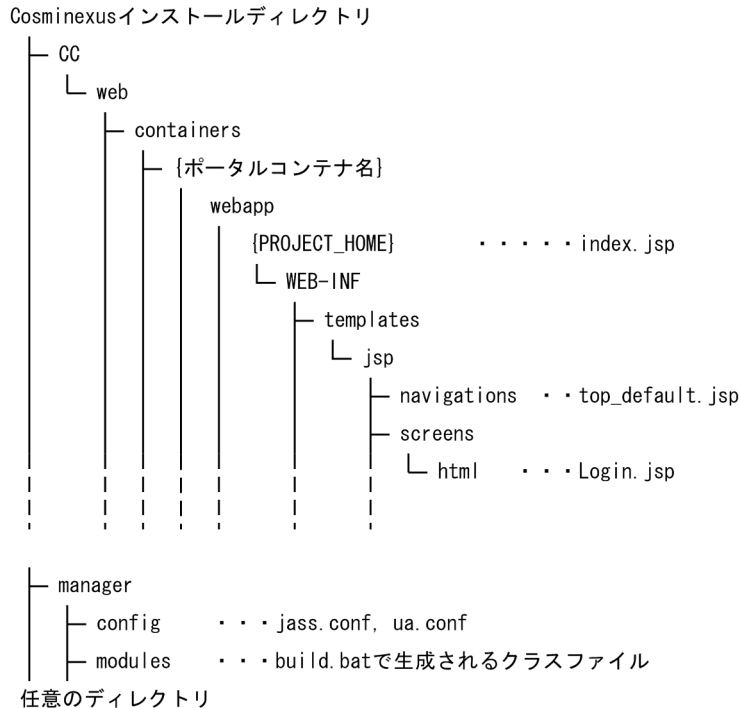 Cosminexusインストールディレクトリ
CC
web
containers
{ポータルコンテナ名}
webapp
{PROJECT_HOME} ・・・・・index.jsp
WEB-INF
templates
jsp
navigations ・・top_default.jsp
screens
html ・・・Login.jsp
manager
config ・・・jass.conf, ua.conf
modules ・・・build.batで生成されるクラスファイル
任意のディレクトリ